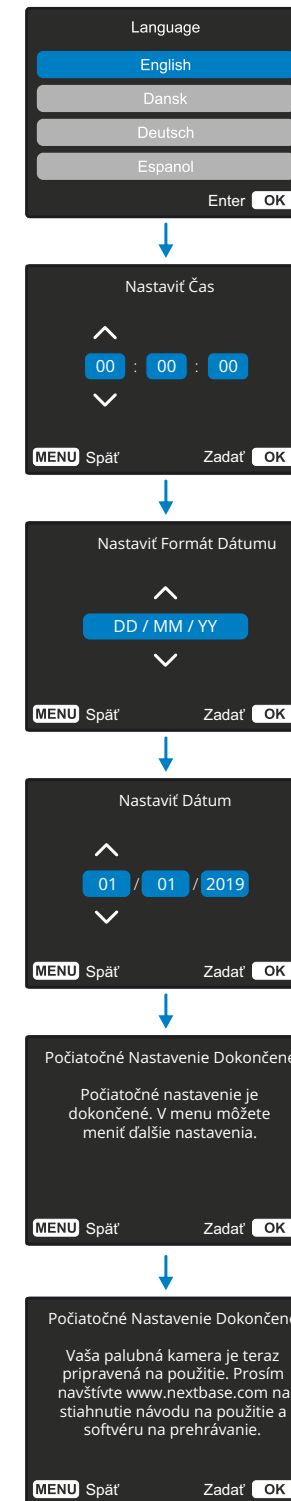 Language
English
Dansk
Deutsch
Espanol
Enter OK
Nastaviť Čas
00 : 00 : 00
MENU Späť Zadať OK
Nastaviť Formát Dátumu
DD / MM / YY
MENU Späť Zadať OK
Nastaviť Dátum
01 / 01 / 2019
MENU Späť Zadať OK
Počiatočné Nastavenie Dokončené
Počiatočné nastavenie je
dokončené. V menu môžete
meniť ďalšie nastavenia.
MENU Späť Zadať OK
Počiatočné Nastavenie Dokončené
Vaša palubná kamera je teraz
pripravená na použitie. Prosím
navštívte www.nextbase.com na
stiahnutie návodu na použitie a
softvéru na prehrávanie.
MENU Späť Zadať OK